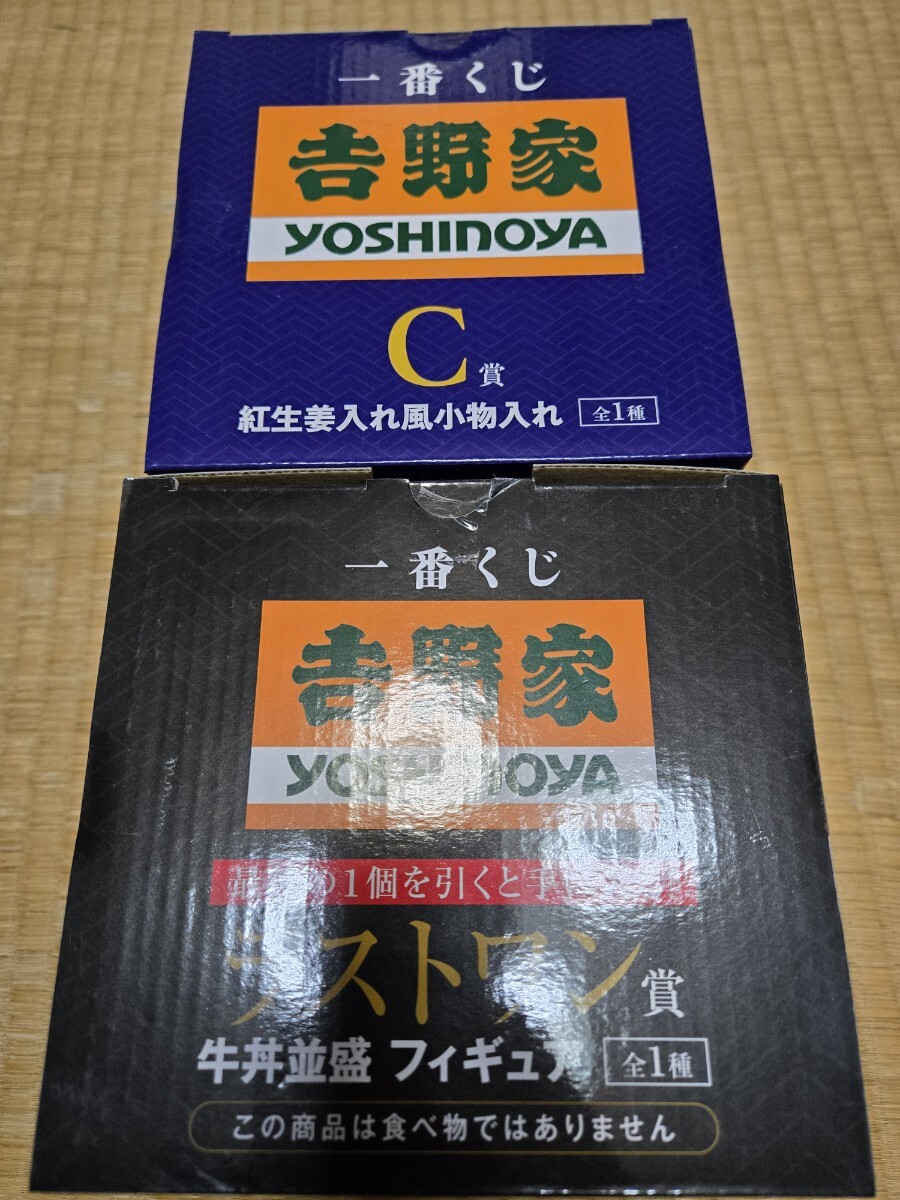 一番くじ
吉野家
YOSHINOYA
C賞
紅生姜入れ風小物入れ 全1種
一番くじ
吉野家
YOSHINOYA
の1個を引くと手
ラストワン賞
牛丼並盛 フィギュア 全1種
この商品は食べ物ではありません